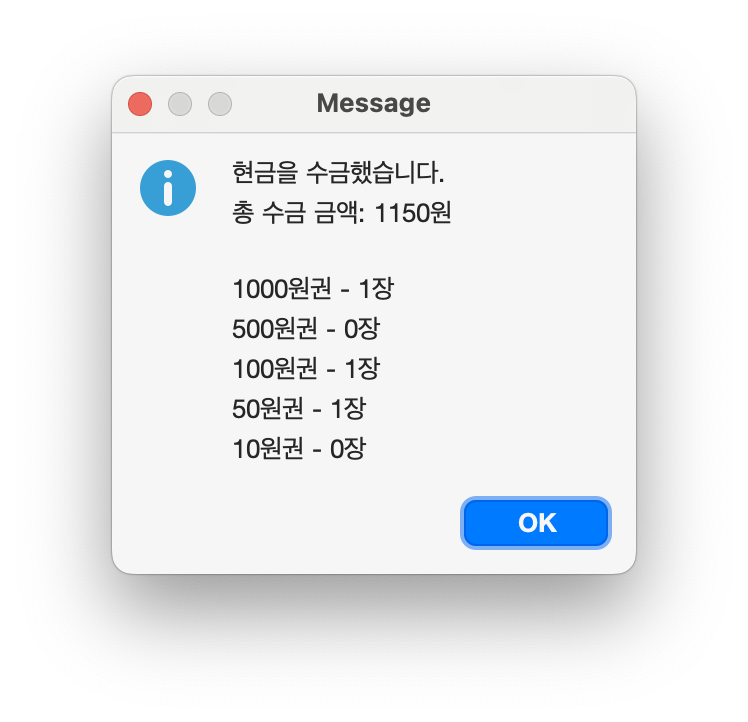 Message
현금을 수금했습니다.
총 수금 금액: 1150원
1000원권 - 1장
500원권 - 0장
100원권 - 1장
50원권 - 1장
10원권 - 0장
OK